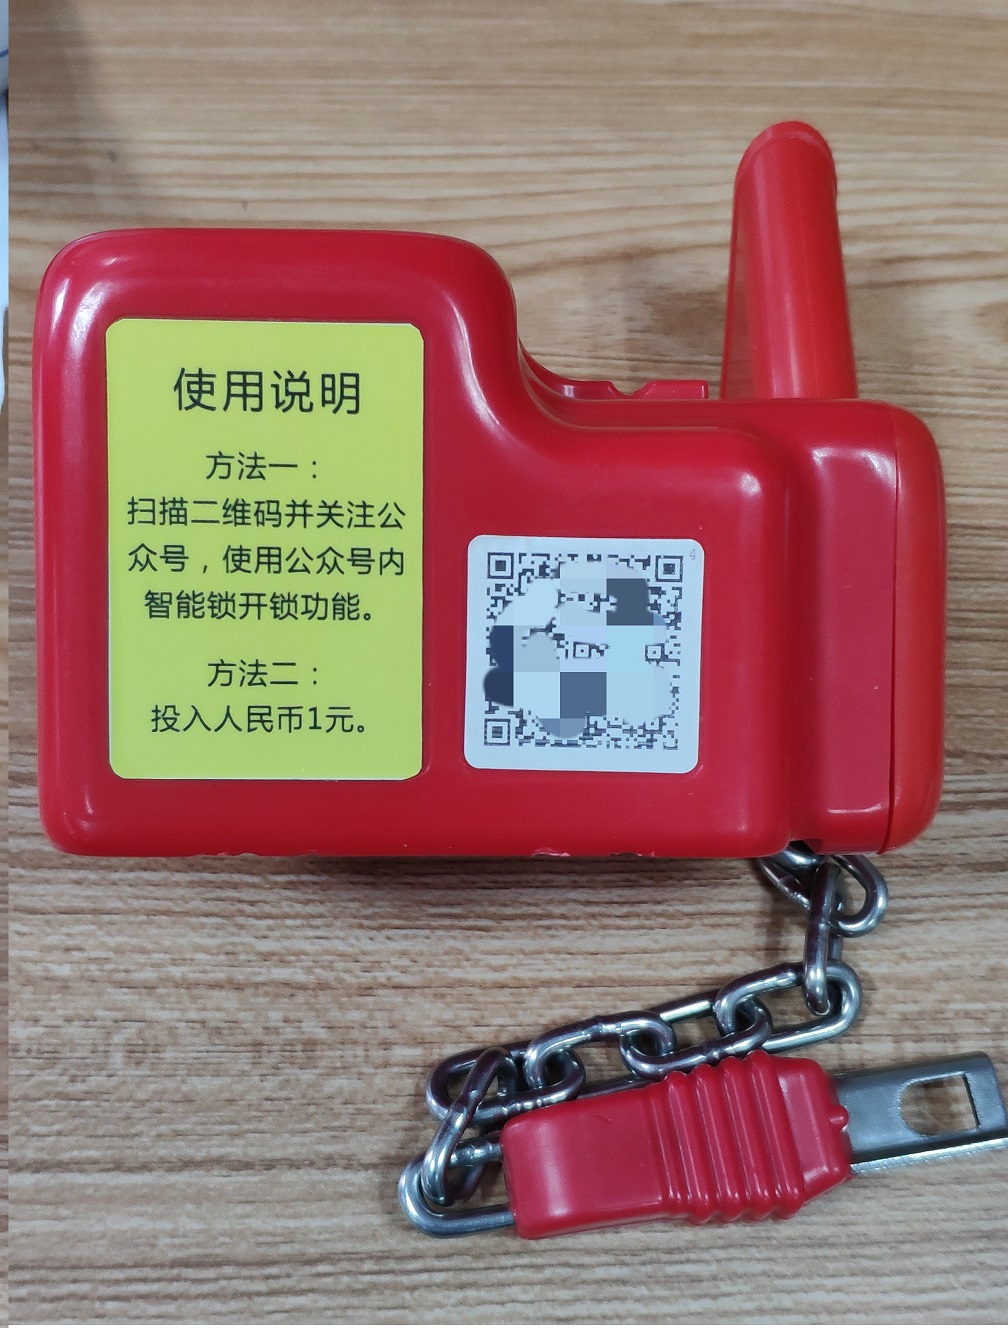 使用说明
方法一：
扫描二维码并关注公
众号，使用公众号内
智能锁开锁功能。
方法二：
投入人民币1元。
4